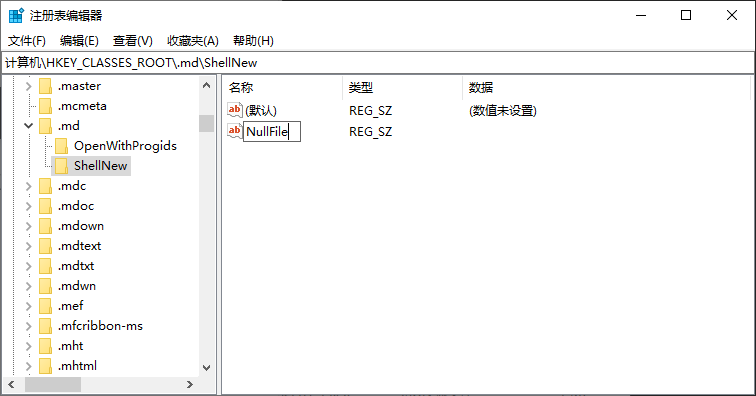 注册表编辑器
文件(F) 编辑(E) 查看(V) 收藏夹(A) 帮助(H)
计算机\HKEY_CLASSES_ROOT\.md\ShellNew
.master
.mcmeta
.md
OpenWithProgids
ShellNew
.mdc
.mdoc
.mdown
.mdtext
.mdtxt
.mdwn
.mef
.mfcribbon-ms
.mht
.mhtml
名称 类型 数据
ab (默认) REG_SZ (数值未设置)
ab NullFile REG_SZ